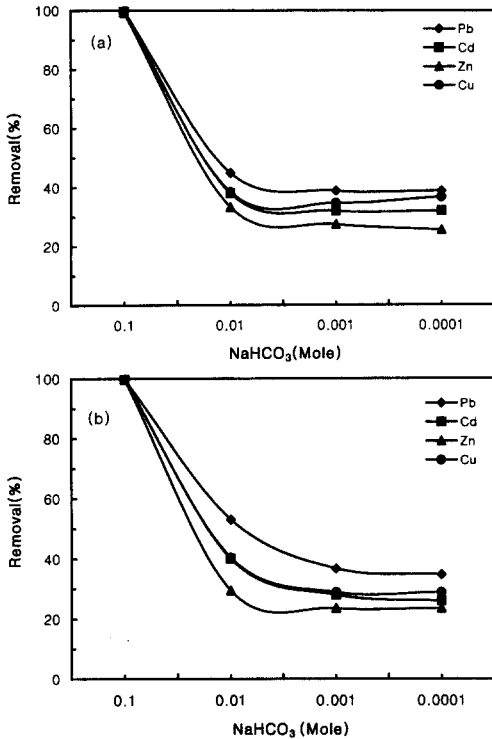 (a)
Pb
Cd
Zn
Cu
Removal(%)
100
80
60
40
20
0
0.1 0.01 0.001 0.0001
NaHCO₃(Mole)
(b)
Pb
Cd
Zn
Cu
Removal(%)
100
80
60
40
20
0
0.1 0.01 0.001 0.0001
NaHCO₃(Mole)